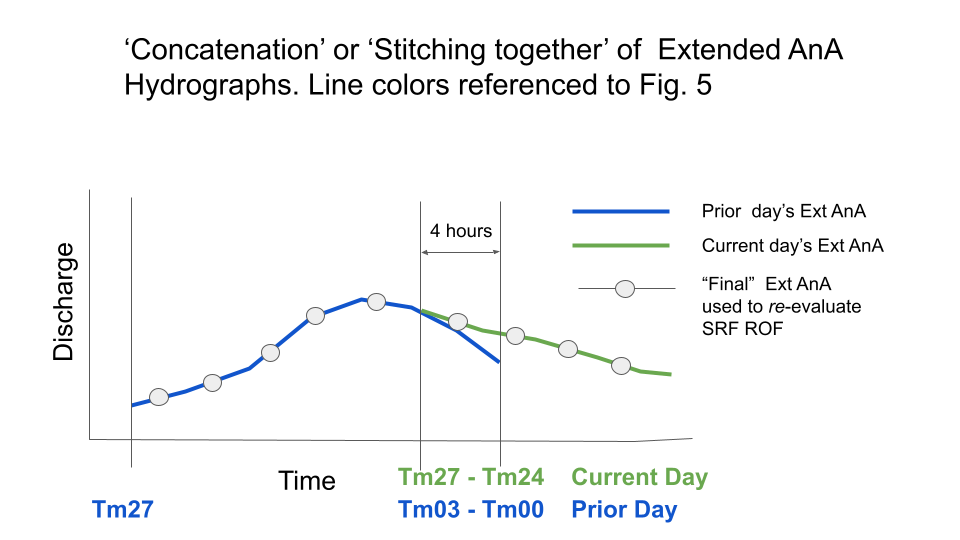 ‘Concatenation’ or ‘Stitching together’ of  Extended AnA
Hydrographs. Line colors referenced to Fig. 5
4 hours
Prior  day’s Ext AnA
Current day’s Ext AnA
“Final”  Ext AnA
used to re-evaluate
SRF ROF
Discharge
Time
Tm27 - Tm24
Current Day
Tm27
Tm03 - Tm00
Prior Day